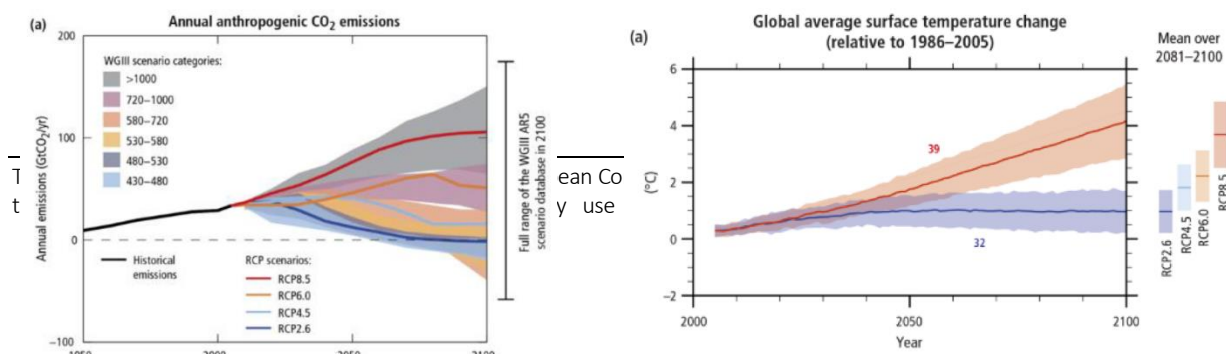 (a)
Annual anthropogenic CO₂ emissions
200
100
0
−100
Annual emissions (GtCO₂/yr)
WGIII scenario categories:
>1000
720–1000
580–720
530–580
480–530
430–480
Historical
emissions
RCP scenarios:
RCP8.5
RCP6.0
RCP4.5
RCP2.6
Full range of the WGIII AR5
scenario database in 2100
ean Co
use
(a)
Global average surface temperature change
(relative to 1986–2005)
Mean over
2081–2100
6
4
2
0
−2
(°C)
39
32
2000
2050
2100
Year
RCP2.6
RCP4.5
RCP6.0
RCP8.5